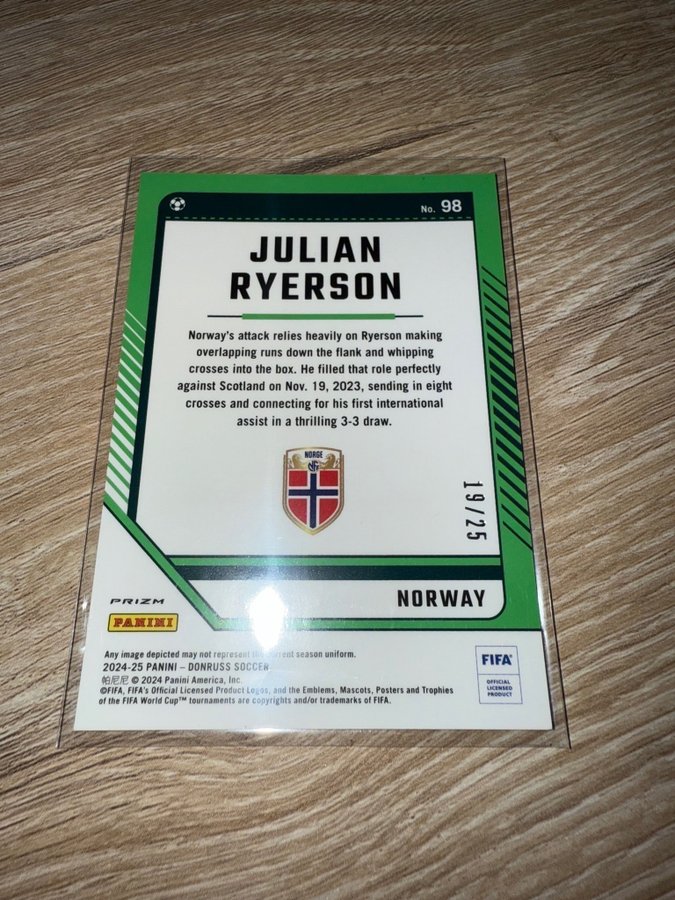 No. 98
JULIAN
RYERSON
Norway's attack relies heavily on Ryerson making
overlapping runs down the flank and whipping
crosses into the box. He filled that role perfectly
against Scotland on Nov. 19, 2023, sending in eight
crosses and connecting for his first international
assist in a thrilling 3-3 draw.
NORGE
19/25
NORWAY
PRIZM
PANINI
Any image depicted may not represent the current season uniform.
2024-25 PANINI – DONRUSS SOCCER
帕尼尼 © 2024 Panini America, Inc.
©FIFA, FIFA's Official Licensed Product Logos, and the Emblems, Mascots, Posters and Trophies
of the FIFA World Cup™ tournaments are copyrights and/or trademarks of FIFA.
FIFA®
OFFICIAL
LICENSED
PRODUCT